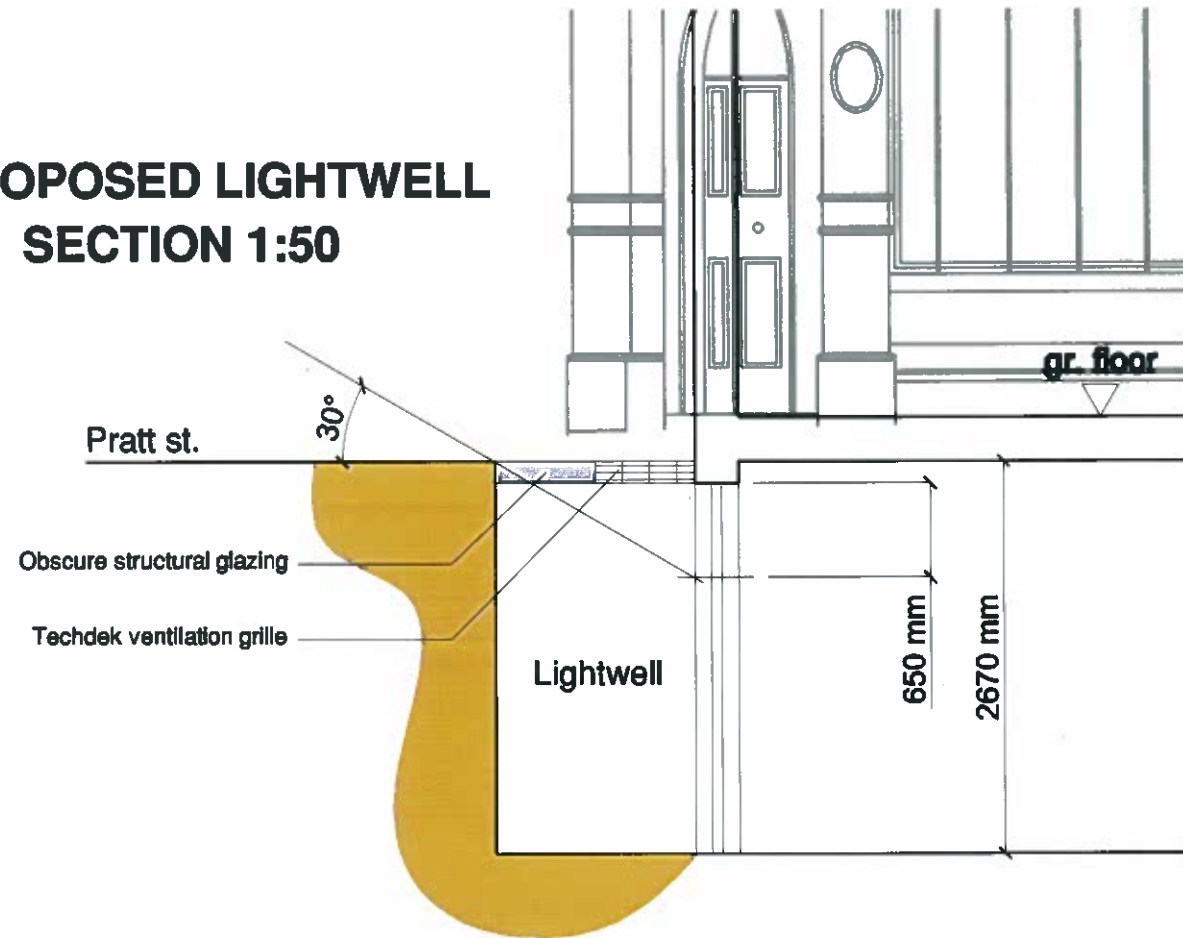 OPOSED LIGHTWELL
SECTION 1:50
gr. floor
30°
Pratt st.
Obscure structural glazing
Techdek ventilation grille
Lightwell
650 mm
2670 mm